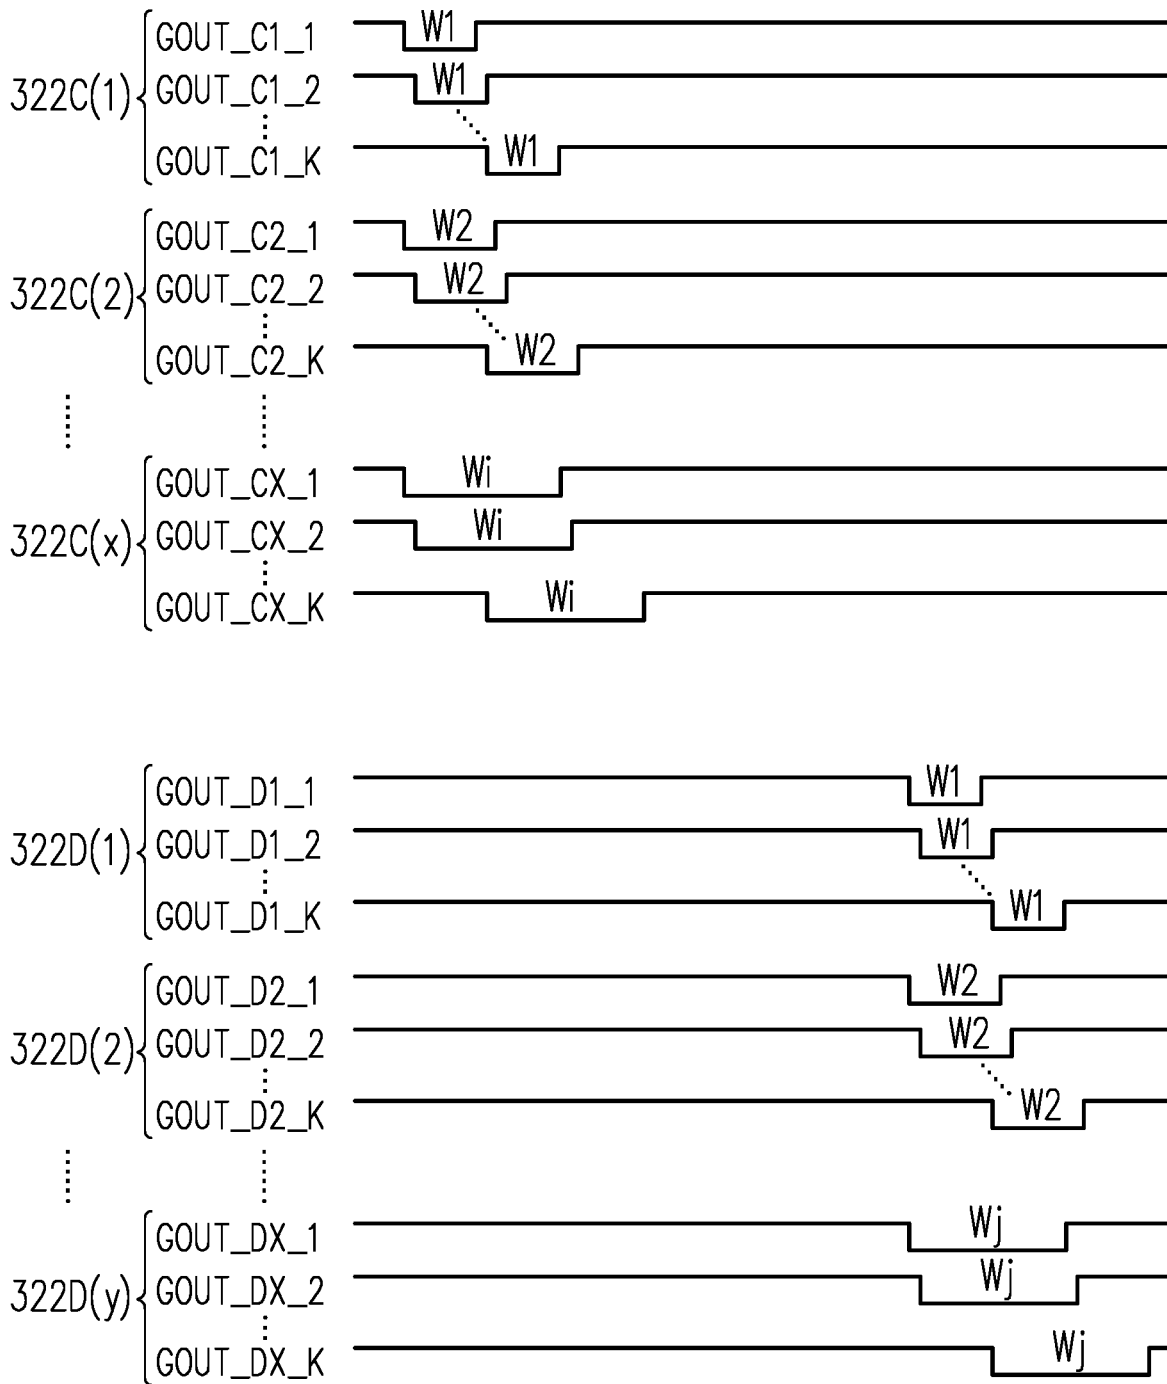 GOUT_C1_1 W1
322C(1) GOUT_C1_2 W1
GOUT_C1_K W1
GOUT_C2_1 W2
322C(2) GOUT_C2_2 W2
GOUT_C2_K W2
GOUT_CX_1 Wi
322C(x) GOUT_CX_2 Wi
GOUT_CX_K Wi
GOUT_D1_1 W1
322D(1) GOUT_D1_2 W1
GOUT_D1_K W1
GOUT_D2_1 W2
322D(2) GOUT_D2_2 W2
GOUT_D2_K W2
GOUT_DX_1 Wj
322D(y) GOUT_DX_2 Wj
GOUT_DX_K Wj